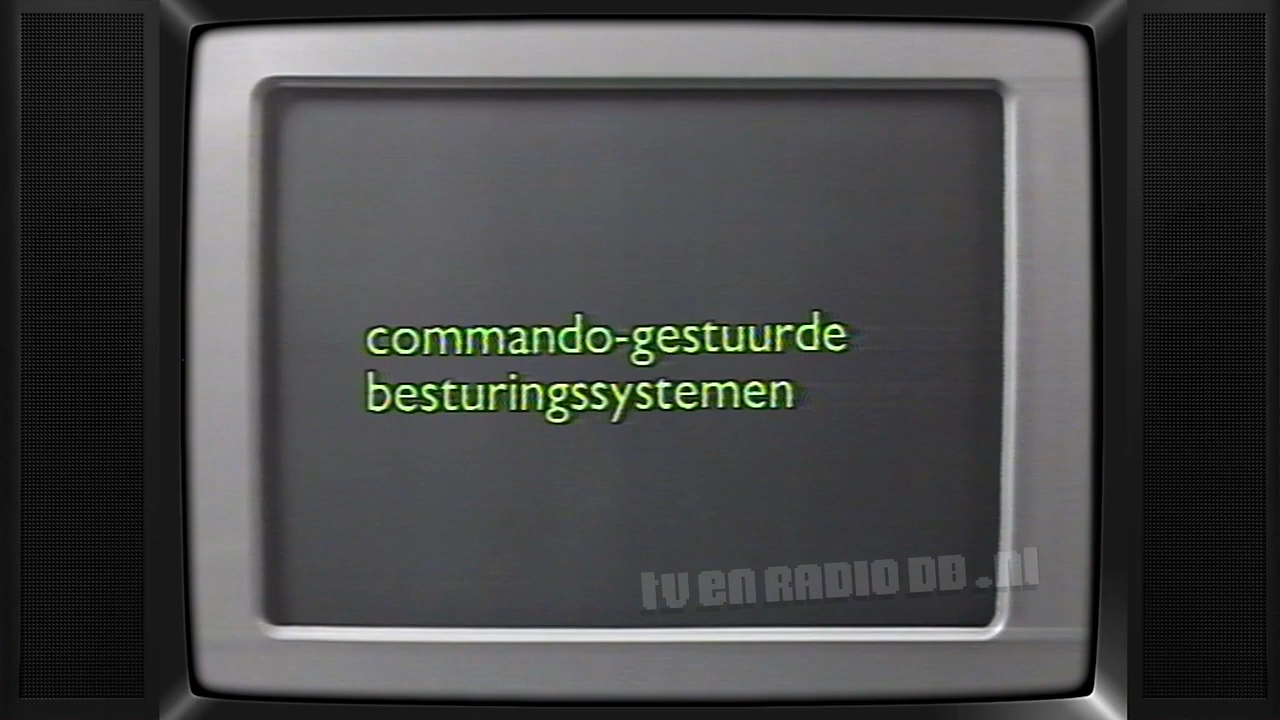 commando-gestuurde
besturingssystemen
tv en RADIO DB .nl